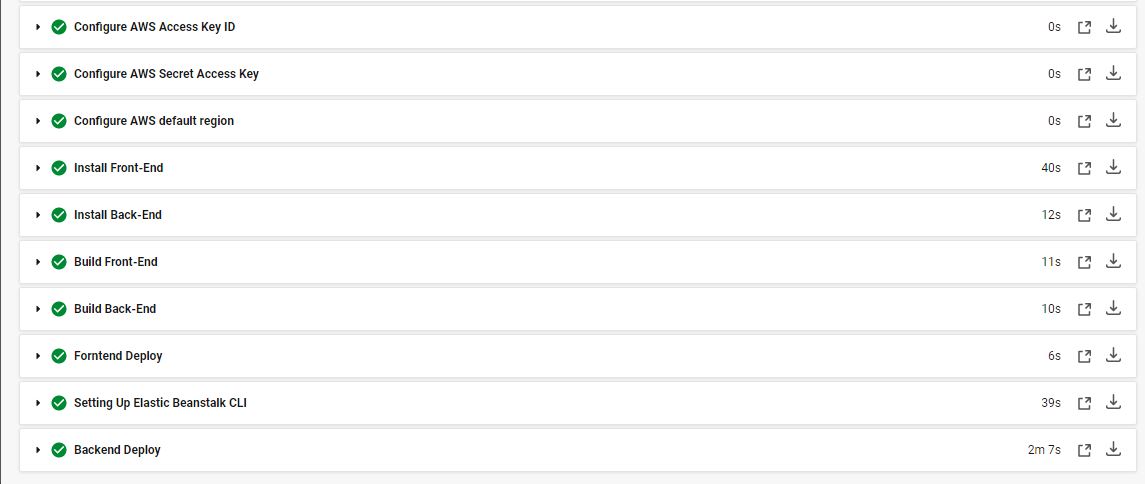 Configure AWS Access Key ID 0s
Configure AWS Secret Access Key 0s
Configure AWS default region 0s
Install Front-End 40s
Install Back-End 12s
Build Front-End 11s
Build Back-End 10s
Forntend Deploy 6s
Setting Up Elastic Beanstalk CLI 39s
Backend Deploy 2m 7s